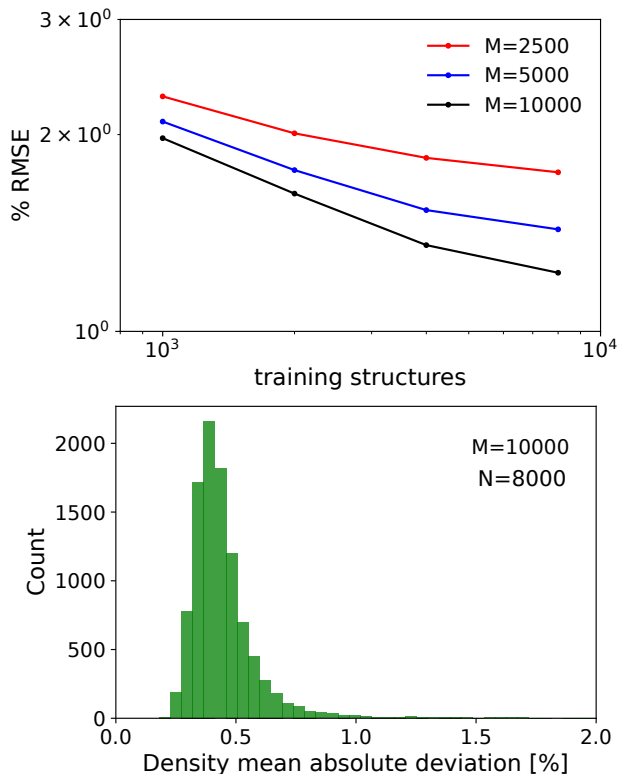 3 × 10⁰
2 × 10⁰
10⁰
% RMSE
M=2500
M=5000
M=10000
10³
10⁴
training structures
2000
1500
1000
500
0
Count
M=10000
N=8000
0.0
0.5
1.0
1.5
2.0
Density mean absolute deviation [%]